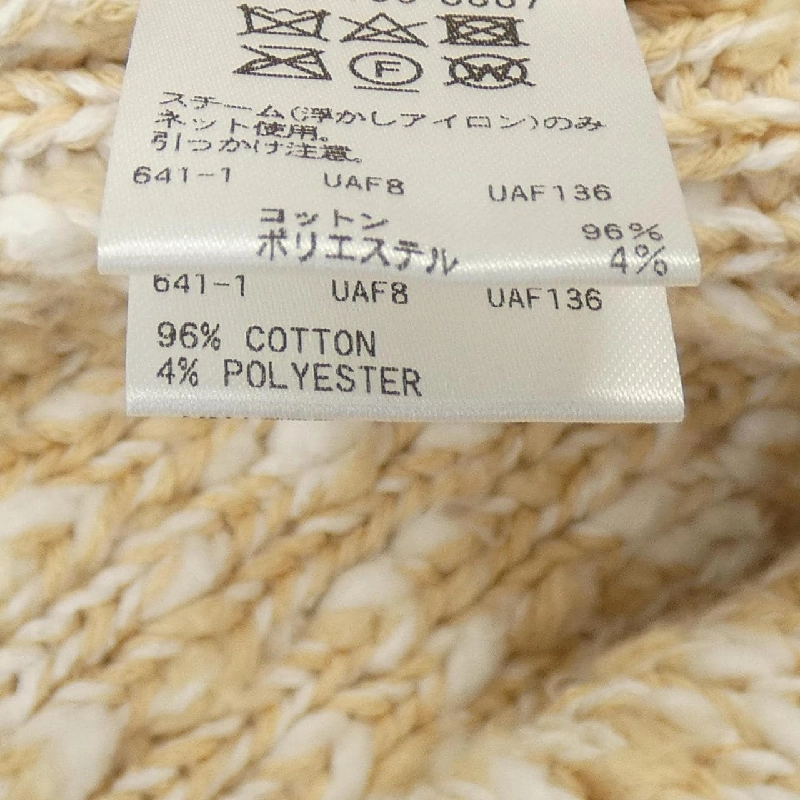 スチーム(浮かしアイロン)のみ
ネット使用。
引っかけ注意。
641-1 UAF8 UAF136
コットン 96%
ポリエステル 4%
641-1 UAF8 UAF136
96% COTTON
4% POLYESTER